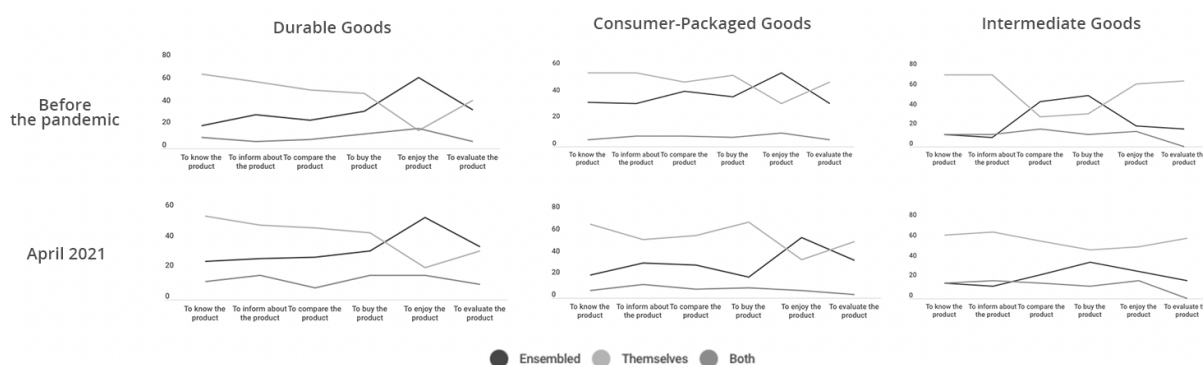 Durable Goods
Consumer-Packaged Goods
Intermediate Goods
Before
the pandemic
80
60
40
20
0
To know the
product
To inform about
the product
To compare the
product
To buy the
product
To enjoy the
product
To evaluate the
product
60
40
20
0
To know the
product
To inform about
the product
To compare the
product
To buy the
product
To enjoy the
product
To evaluate the
product
80
60
40
20
0
To know the
product
To inform about
the product
To compare the
product
To buy the
product
To enjoy the
product
To evaluate the
product
April 2021
60
40
20
0
To know the
product
To inform about
the product
To compare the
product
To buy the
product
To enjoy the
product
To evaluate the
product
80
60
40
20
0
To know the
product
To inform about
the product
To compare the
product
To buy the
product
To enjoy the
product
To evaluate the
product
80
60
40
20
0
To know the
product
To inform about
the product
To compare the
product
To buy the
product
To enjoy the
product
To evaluate t
product
Ensembled
Themselves
Both